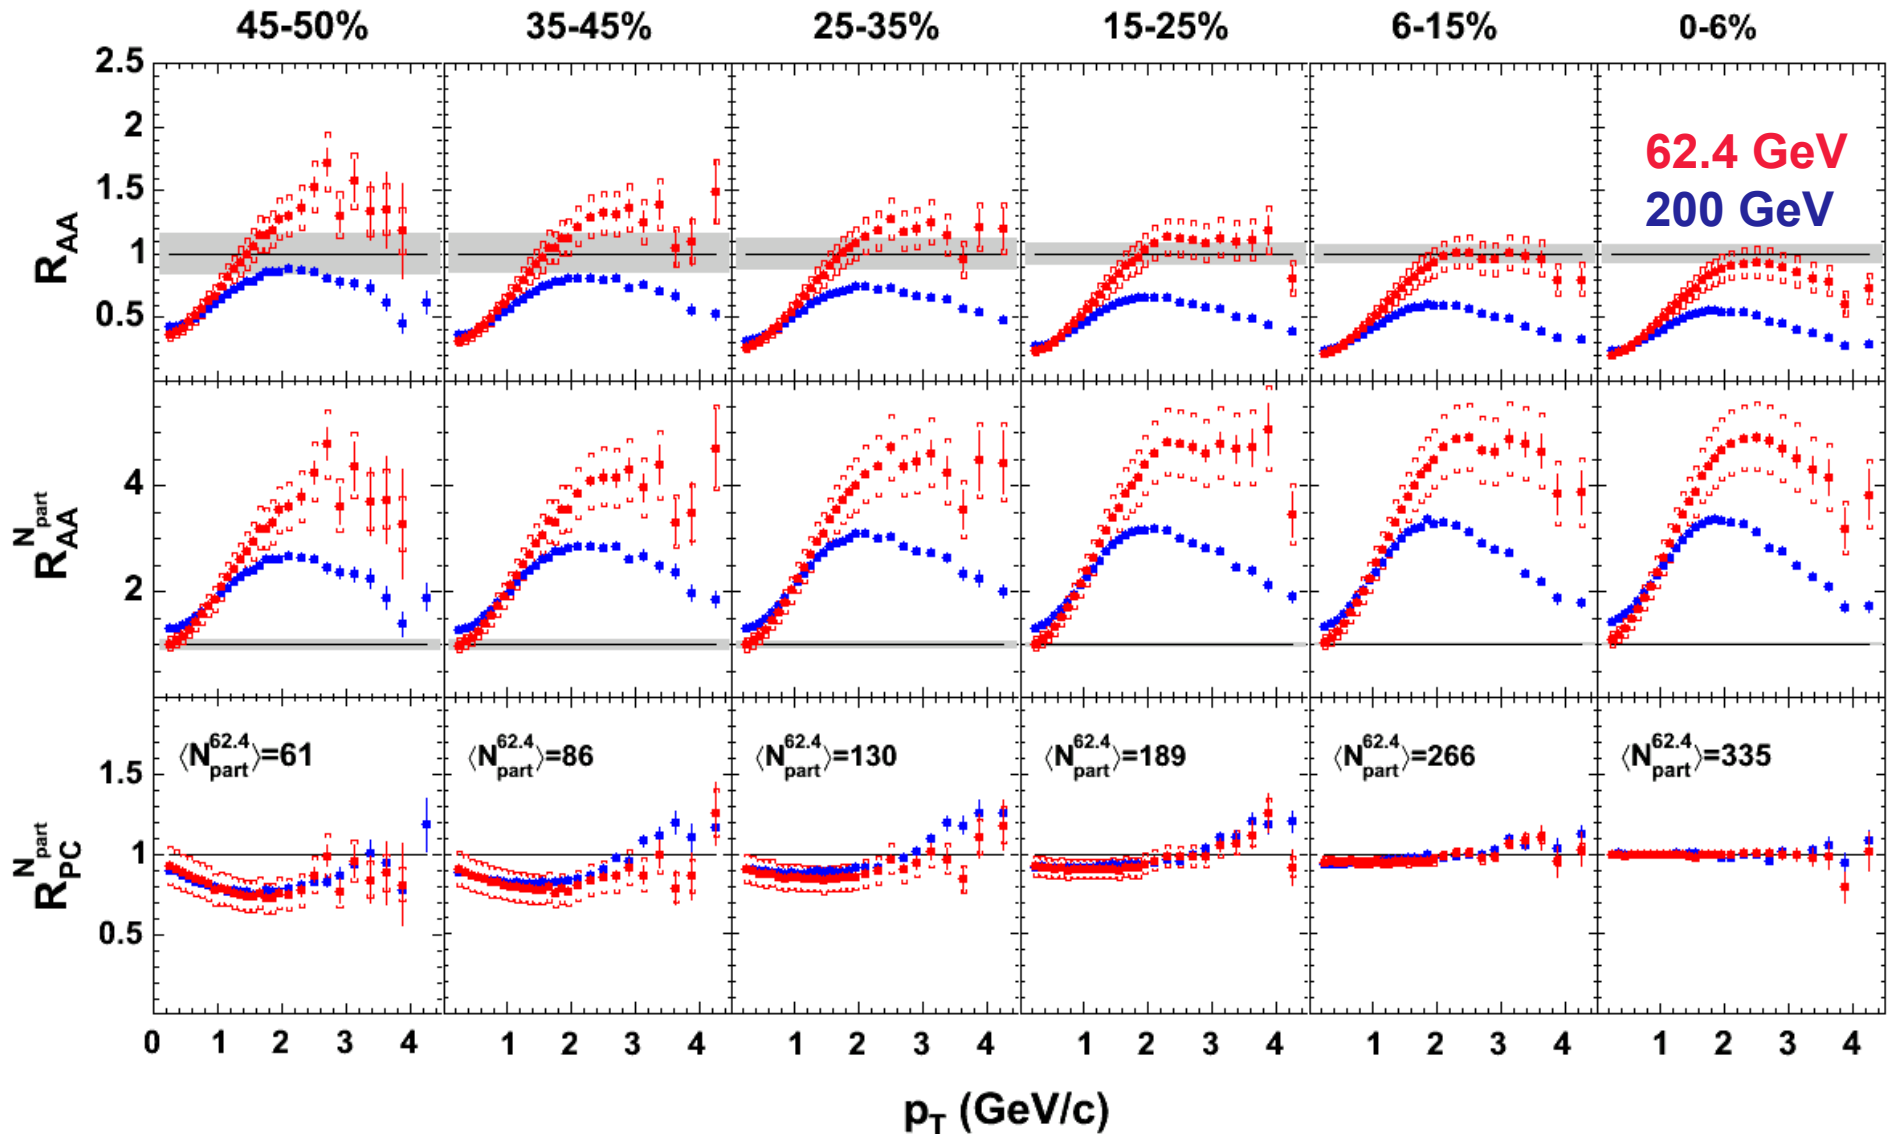 45-50% 35-45% 25-35% 15-25% 6-15% 0-6%
2.5
2
1.5
1
0.5
R_AA
62.4 GeV
200 GeV
4
2
R_AA^N_part
1.5
1
0.5
R_PC^N_part
⟨N_part^62.4⟩=61 ⟨N_part^62.4⟩=86 ⟨N_part^62.4⟩=130 ⟨N_part^62.4⟩=189 ⟨N_part^62.4⟩=266 ⟨N_part^62.4⟩=335
0 1 2 3 4 1 2 3 4 1 2 3 4 1 2 3 4 1 2 3 4 1 2 3 4
p_T (GeV/c)